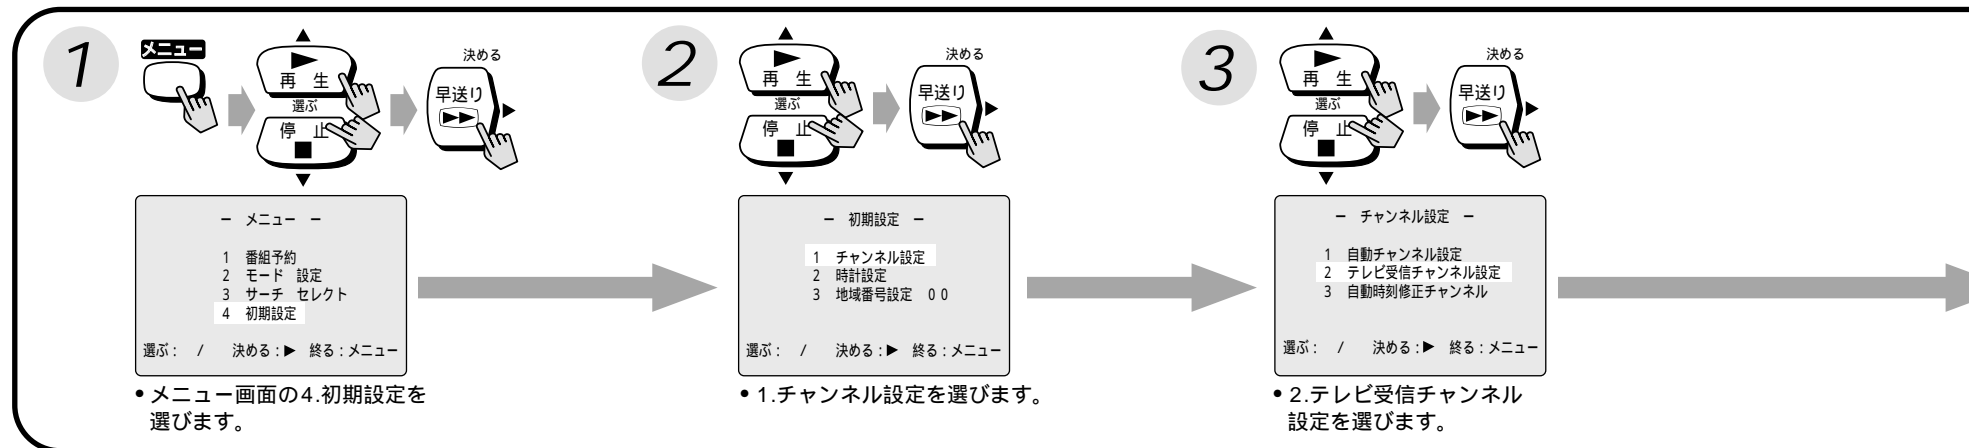 1
メニュー
▲
再 生
選ぶ
停 止
▼
決める
早送り
− メニュー −
1 番組予約
2 モード 設定
3 サーチ セレクト
4 初期設定
選ぶ： / 決める：▶ 終る：メニュー
•メニュー画面の4.初期設定を
選びます。
2
▲
再 生
選ぶ
停 止
▼
決める
早送り
− 初期設定 −
1 チャンネル設定
2 時計設定
3 地域番号設定 00
選ぶ： / 決める：▶ 終る：メニュー
•1.チャンネル設定を選びます。
3
▲
再 生
選ぶ
停 止
▼
決める
早送り
− チャンネル設定 −
1 自動チャンネル設定
2 テレビ受信チャンネル設定
3 自動時刻修正チャンネル
選ぶ： / 決める：▶ 終る：メニュー
•2.テレビ受信チャンネル
設定を選びます。